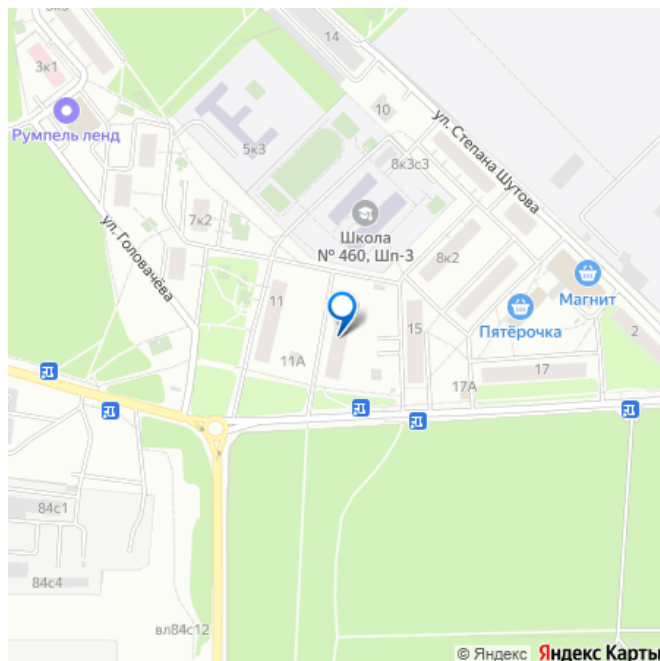 14
3к1
Румпель ленд
10
ул. Степана Шутова
5к3
8к3с3
7к2
Школа
№ 460, Шп-3
ул. Головачёва
8к2
Магнит
11
Пятёрочка
15
2
11А
17
17А
84с1
84с4
вл84с12
© Яндекс Яндекс Карты